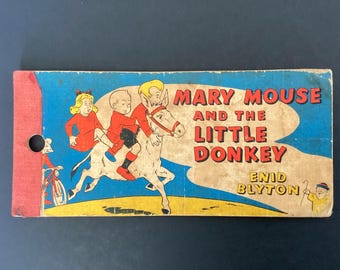 MARY MOUSE
AND THE
LITTLE
DONKEY
ENID
BLYTON